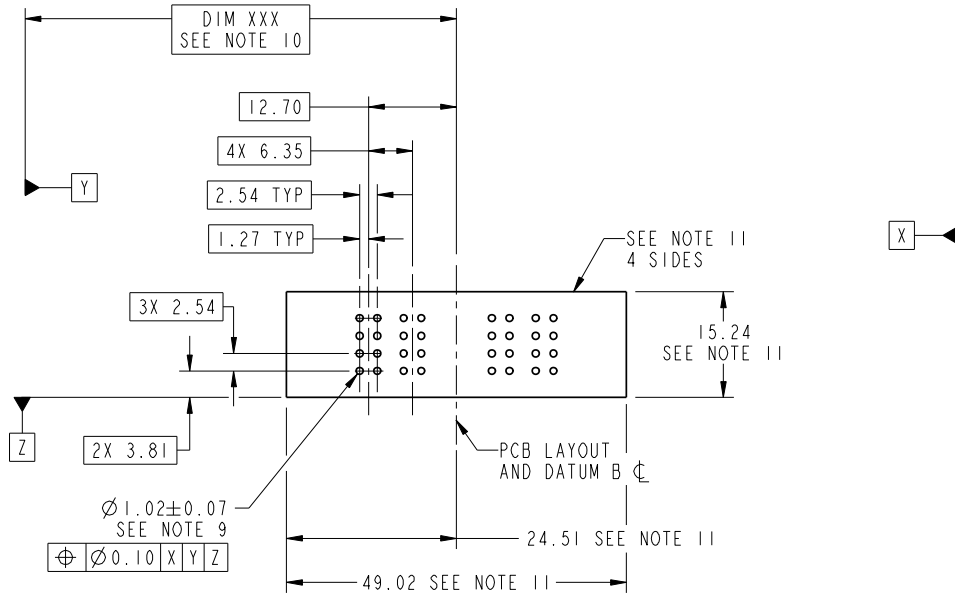 DIM XXX
SEE NOTE 10
12.70
4X 6.35
2.54 TYP
1.27 TYP
Y
X
SEE NOTE 11
4 SIDES
3X 2.54
15.24
SEE NOTE 11
Z
2X 3.81
PCB LAYOUT
AND DATUM B ℄
Ø1.02±0.07
SEE NOTE 9
⌖ Ø0.10 X Y Z
24.51 SEE NOTE 11
49.02 SEE NOTE 11